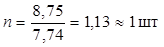 n = 8,75 / 7,74 = 1,13 ≈ 1 шт